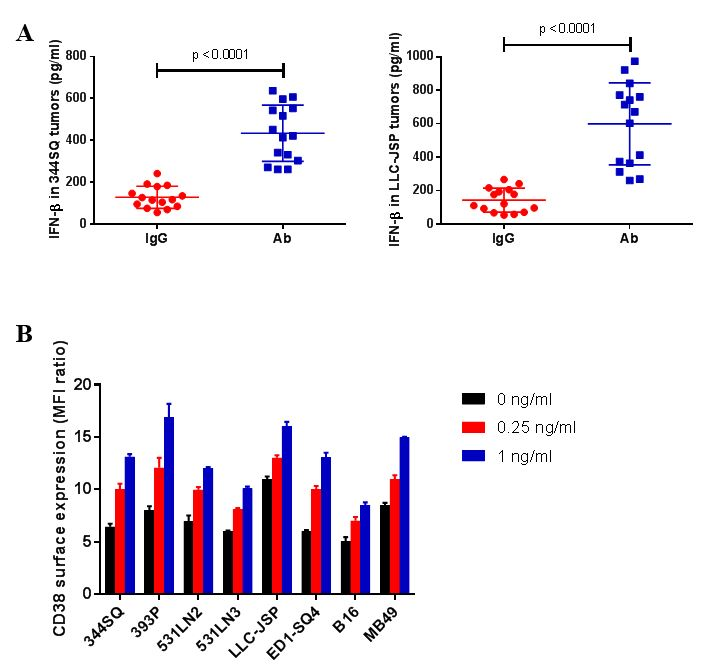 A
p <0.0001
IFN-β in 344SQ tumors (pg/ml)
800
600
400
200
0
IgG
Ab
p <0.0001
IFN-β in LLC-JSP tumors (pg/ml)
1000
800
600
400
200
0
IgG
Ab
B
CD38 surface expression (MFI ratio)
20
15
10
5
0
344SQ
393P
531LN2
531LN3
LLC-JSP
ED1-SQ4
B16
MB49
0 ng/ml
0.25 ng/ml
1 ng/ml